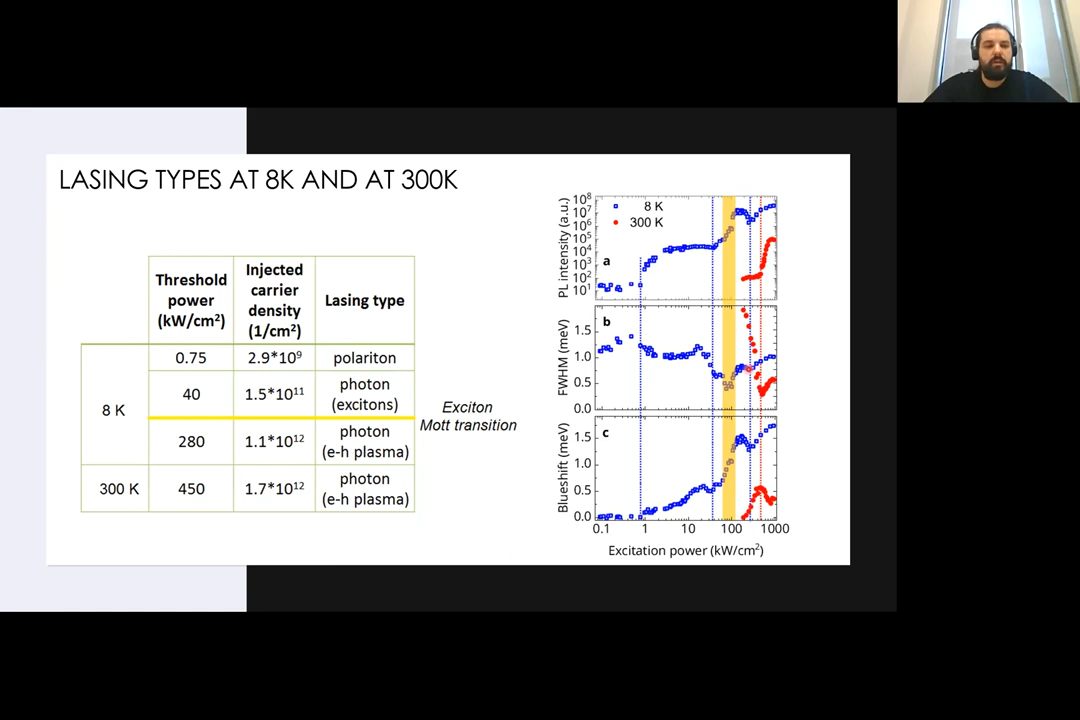 LASING TYPES AT 8K AND AT 300K
Threshold power (kW/cm²) Injected carrier density (1/cm²) Lasing type
8 K
0.75 2.9*10⁹ polariton
40 1.5*10¹¹ photon (excitons)
Exciton
Mott transition
280 1.1*10¹² photon (e-h plasma)
300 K 450 1.7*10¹² photon (e-h plasma)
PL intensity (a.u.)
10⁸
10⁷
10⁶
10⁵
10⁴
10³
10²
10¹
8 K
300 K
a
FWHM (meV)
1.5
1.0
0.5
0.0
b
Blueshift (meV)
1.5
1.0
0.5
0.0
c
0.1 1 10 100 1000
Excitation power (kW/cm²)